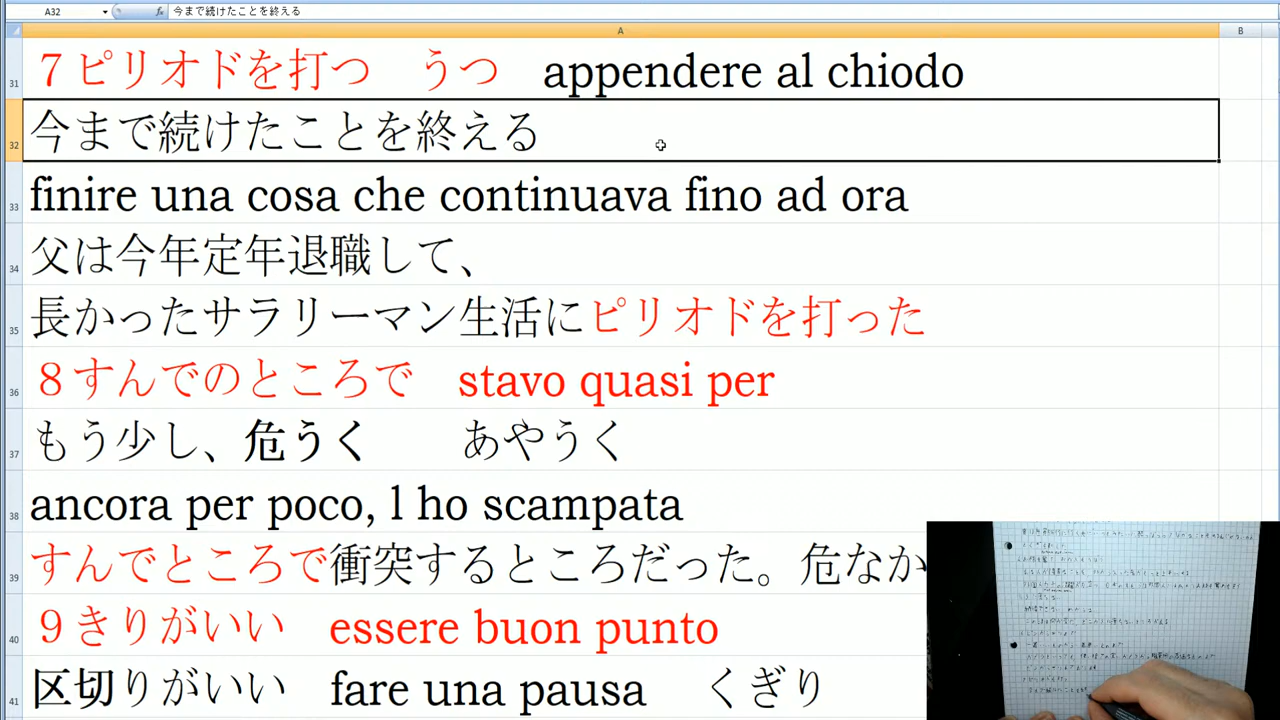 A32 fx 今まで続けたことを終える
A B
31 ７ピリオドを打つ　うつ　appendere al chiodo
32 今まで続けたことを終える
33 finire una cosa che continuava fino ad ora
34 父は今年定年退職して、
35 長かったサラリーマン生活にピリオドを打った
36 ８すんでのところで　stavo quasi per
37 もう少し、危うく　あやうく
38 ancora per poco, l ho scampata
39 すんでところで衝突するところだった。危なか
40 ９きりがいい　essere buon punto
41 区切りがいい　fare una pausa　くぎり